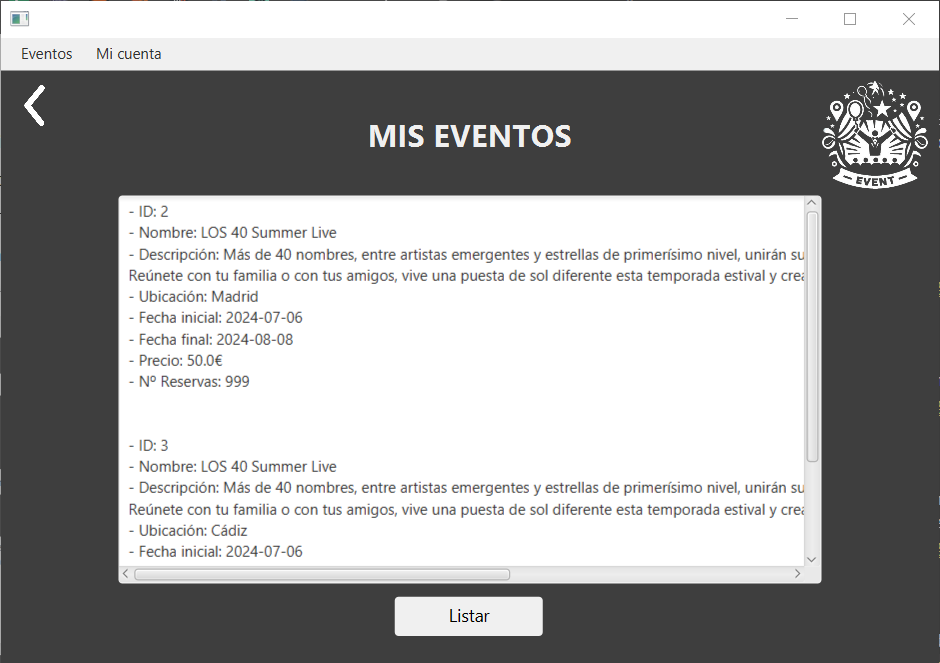 Eventos Mi cuenta
MIS EVENTOS
EVENT
- ID: 2
- Nombre: LOS 40 Summer Live
- Descripción: Más de 40 nombres, entre artistas emergentes y estrellas de primerísimo nivel, unirán su
Reúnete con tu familia o con tus amigos, vive una puesta de sol diferente esta temporada estival y crea
- Ubicación: Madrid
- Fecha inicial: 2024-07-06
- Fecha final: 2024-08-08
- Precio: 50.0€
- Nº Reservas: 999
- ID: 3
- Nombre: LOS 40 Summer Live
- Descripción: Más de 40 nombres, entre artistas emergentes y estrellas de primerísimo nivel, unirán su
Reúnete con tu familia o con tus amigos, vive una puesta de sol diferente esta temporada estival y crea
- Ubicación: Cádiz
- Fecha inicial: 2024-07-06
Listar